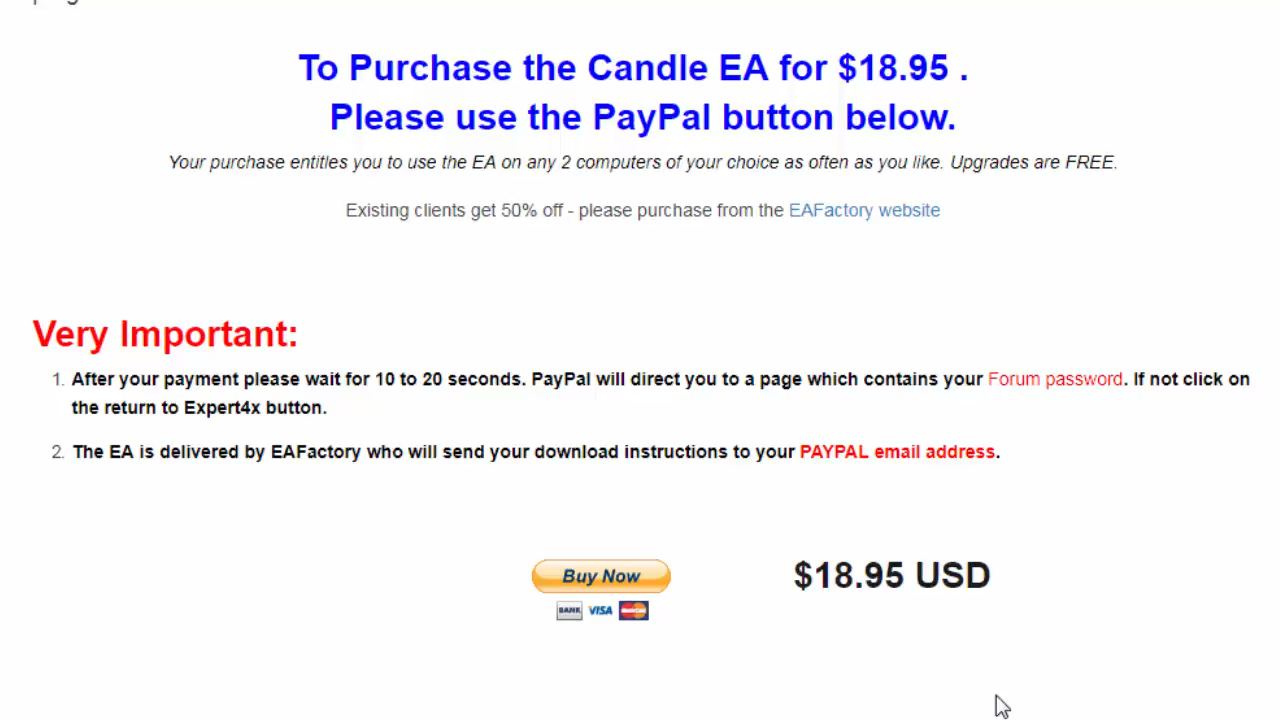 To Purchase the Candle EA for $18.95 .
Please use the PayPal button below.
Your purchase entitles you to use the EA on any 2 computers of your choice as often as you like. Upgrades are FREE.
Existing clients get 50% off - please purchase from the EAFactory website
Very Important:
1. After your payment please wait for 10 to 20 seconds. PayPal will direct you to a page which contains your Forum password. If not click on
the return to Expert4x button.
2. The EA is delivered by EAFactory who will send your download instructions to your PAYPAL email address.
Buy Now
$18.95 USD
BANK VISA MasterCard